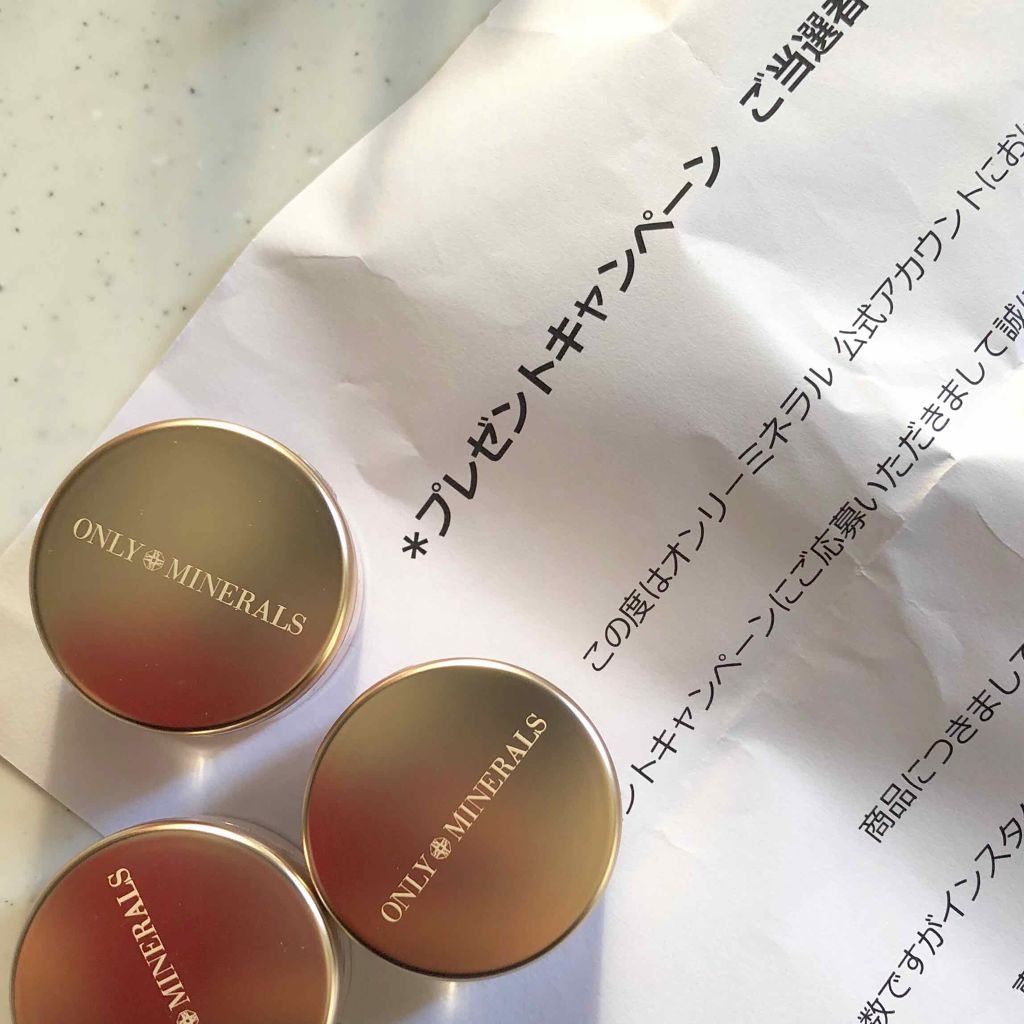 *プレゼントキャンペーン　ご当選者
この度はオンリーミネラル 公式アカウントにお
ントキャンペーンにご応募いただきまして誠に
商品につきまして
数ですがインスタ
ONLY MINERALS
ONLY MINERALS
MINERALS